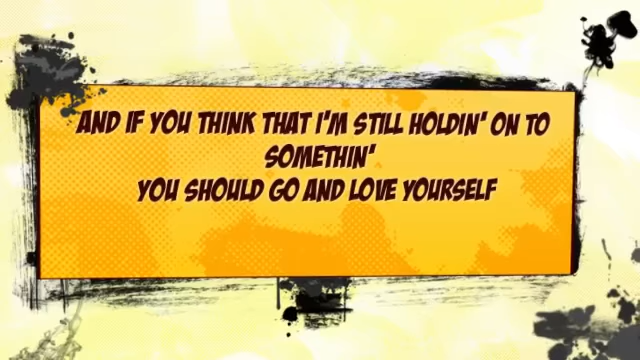 AND IF YOU THINK THAT I'M STILL HOLDIN' ON TO
SOMETHIN'
YOU SHOULD GO AND LOVE YOURSELF